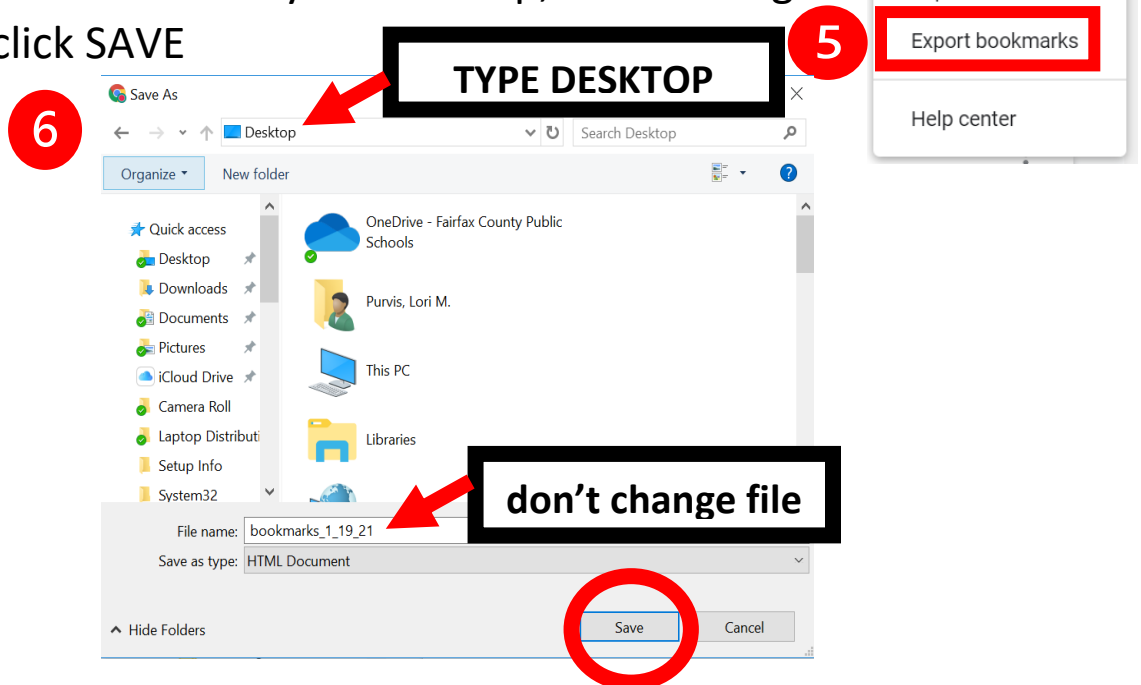 click SAVE
5
Export bookmarks
Help center
TYPE DESKTOP
6
Save As
Desktop
Search Desktop
Organize
New folder
Quick access
Desktop
Downloads
Documents
Pictures
iCloud Drive
Camera Roll
Laptop Distributi
Setup Info
System32
OneDrive - Fairfax County Public
Schools
Purvis, Lori M.
This PC
Libraries
don't change file
File name: bookmarks_1_19_21
Save as type: HTML Document
Hide Folders
Save
Cancel